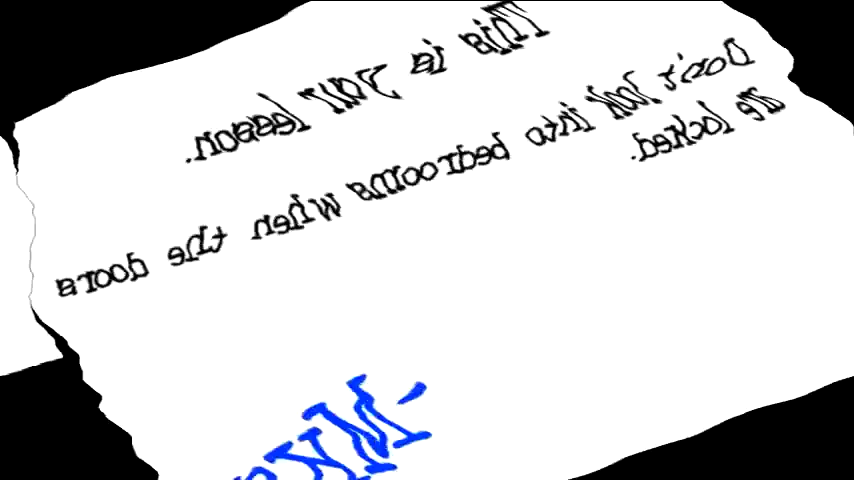 This is Your lesson.
Don't look into bedrooms when the doors
are locked.